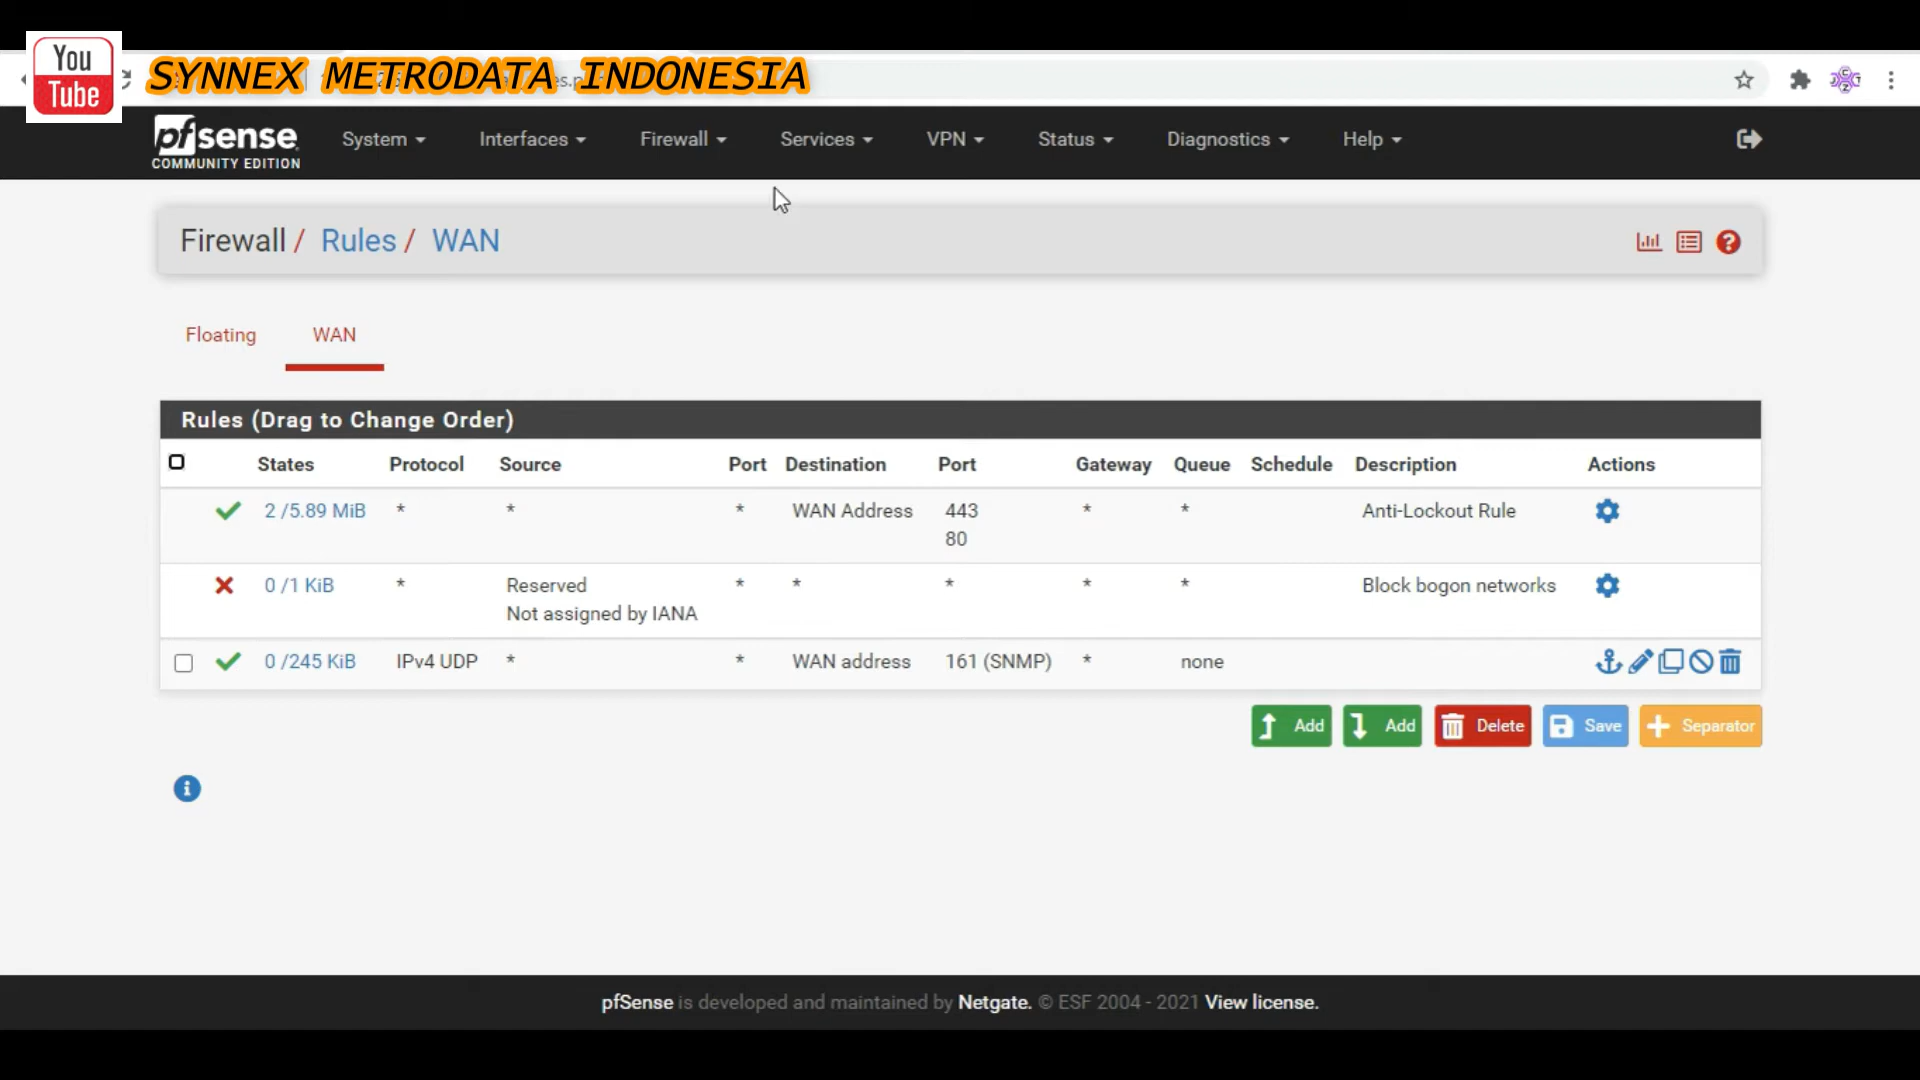 You
Tube
SYNNEX METRODATA INDONESIA
pfsense
COMMUNITY EDITION
System
Interfaces
Firewall
Services
VPN
Status
Diagnostics
Help
Firewall / Rules / WAN
Floating
WAN
Rules (Drag to Change Order)
States Protocol Source Port Destination Port Gateway Queue Schedule Description Actions
2 /5.89 MiB * * * WAN Address 443 * * Anti-Lockout Rule
80
0 /1 KiB * Reserved * * * * * Block bogon networks
Not assigned by IANA
0 /245 KiB IPv4 UDP * * WAN address 161 (SNMP) * none
Add
Add
Delete
Save
Separator
pfSense is developed and maintained by Netgate. © ESF 2004 - 2021 View license.